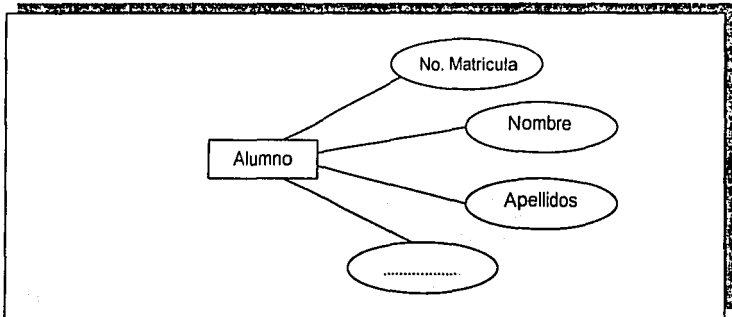 No. Matricula
Nombre
Alumno
Apellidos
....................